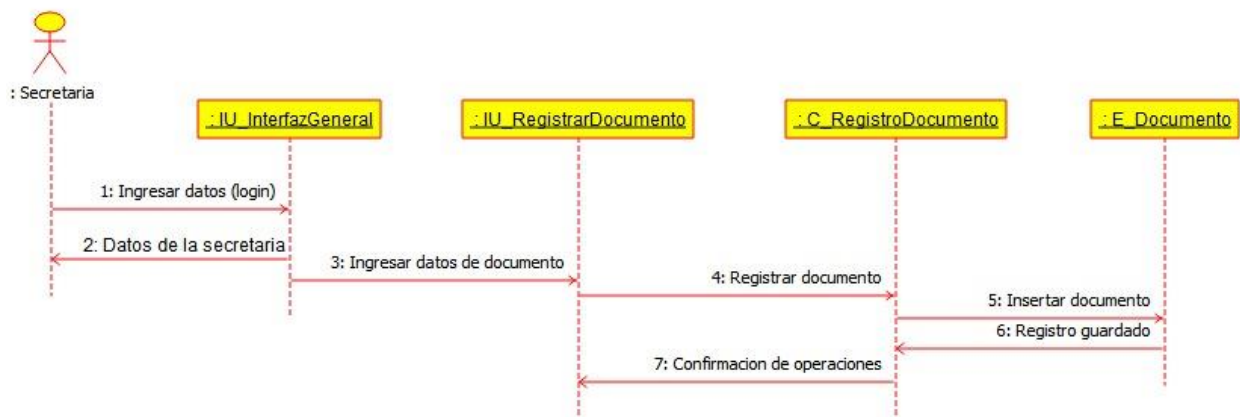 : Secretaria
: IU_InterfazGeneral
: IU_RegistrarDocumento
: C_RegistroDocumento
: E_Documento
1: Ingresar datos (login)
2: Datos de la secretaria
3: Ingresar datos de documento
4: Registrar documento
5: Insertar documento
6: Registro guardado
7: Confirmacion de operaciones